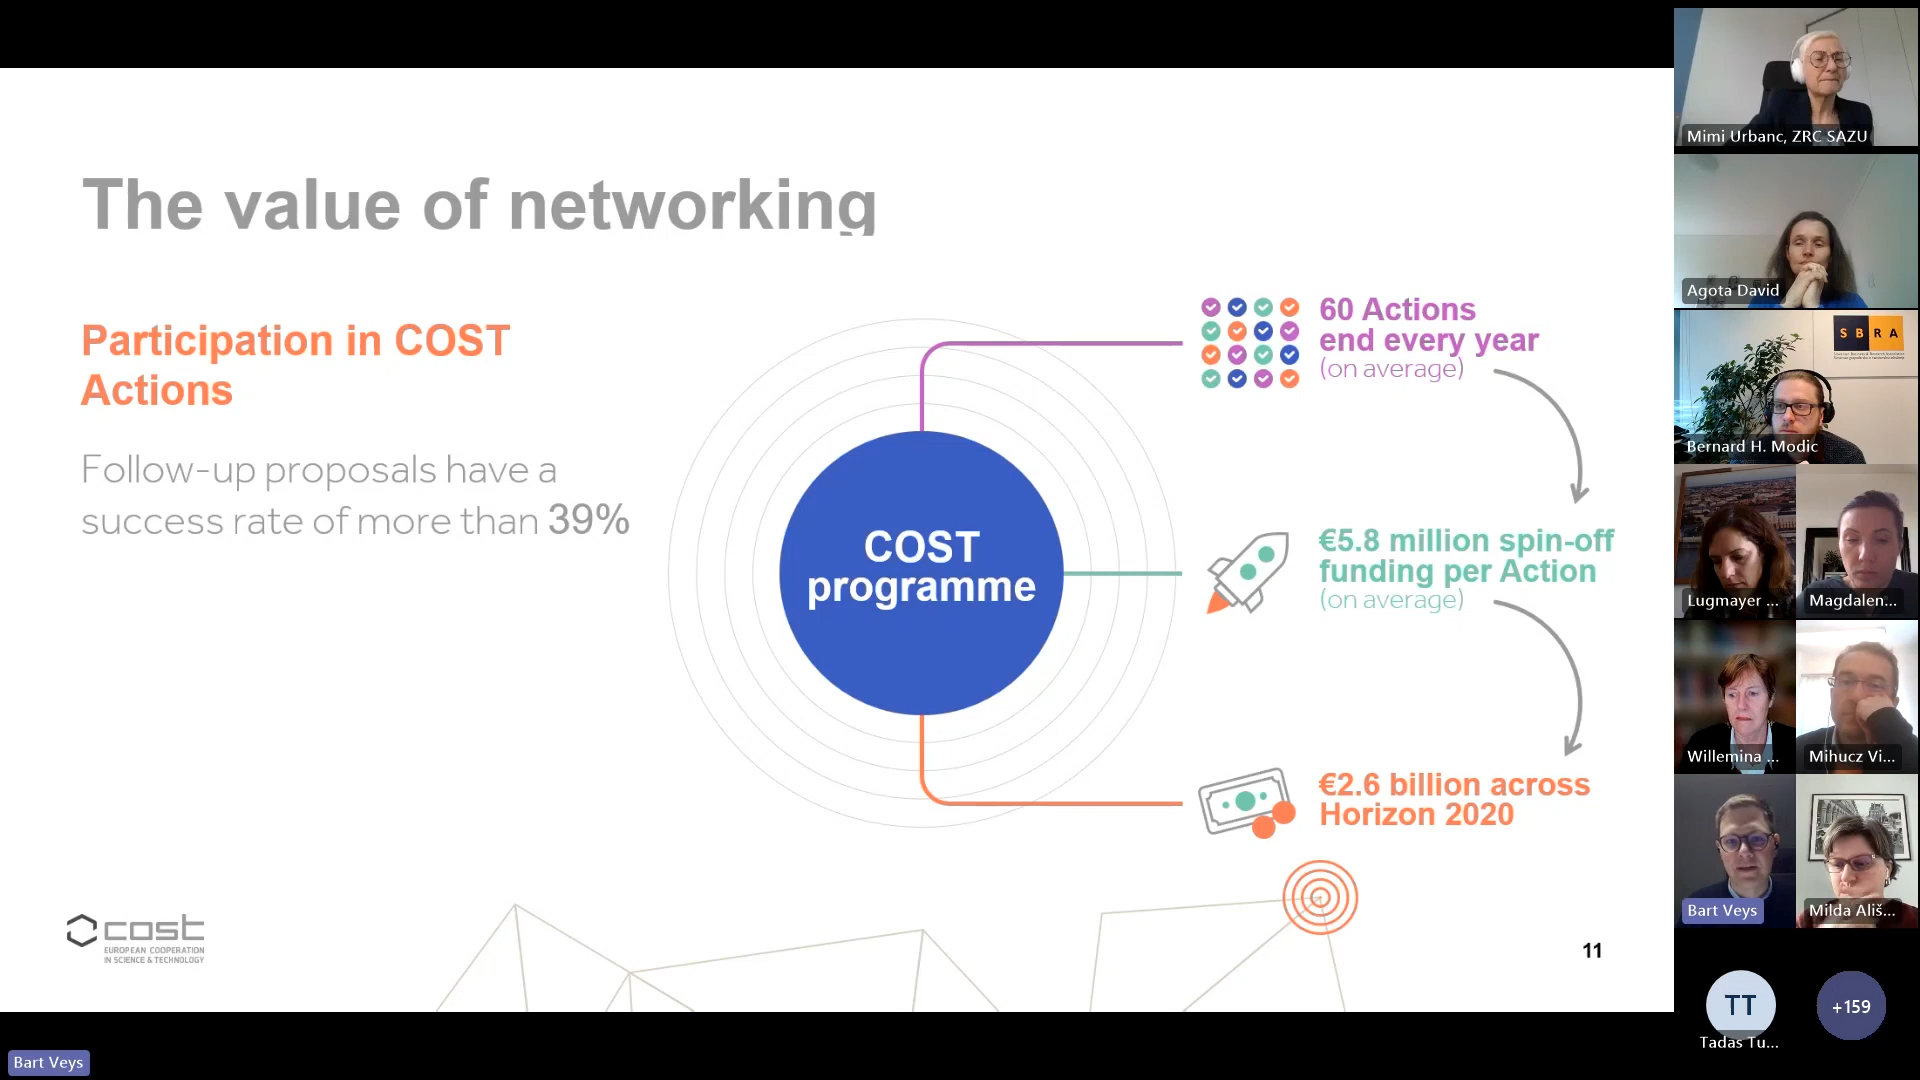 The value of networking
Participation in COST
Actions
Follow-up proposals have a
success rate of more than 39%
COST
programme
60 Actions
end every year
(on average)
€5.8 million spin-off
funding per Action
(on average)
€2.6 billion across
Horizon 2020
cost
EUROPEAN COOPERATION
IN SCIENCE & TECHNOLOGY
11
Bart Veys
Mimi Urbanc, ZRC SAZU
Agota David
SBRA
Bernard H. Modic
Lugmayer ...
Magdalen...
Willemina ...
Mihucz Vi...
Bart Veys
Milda Ališ...
TT
Tadas Tu...
+159